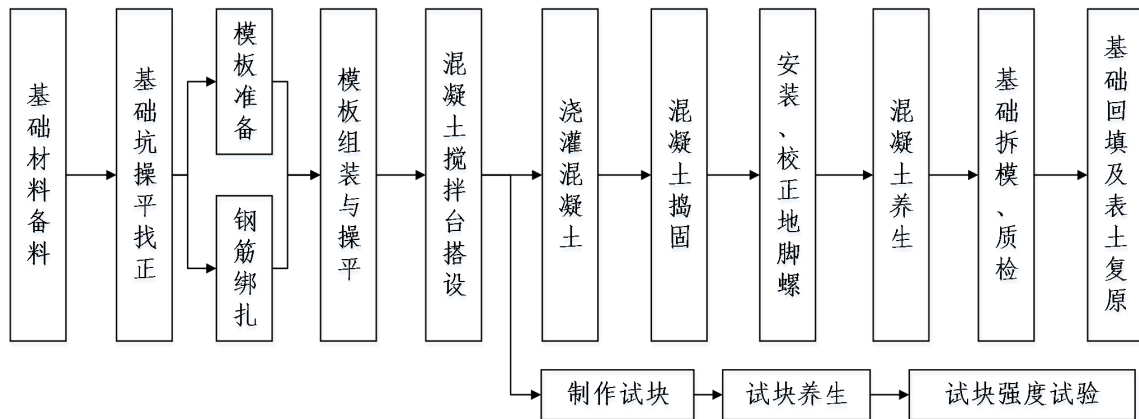 基础材料备料
基础坑操平找正
模板准备
钢筋绑扎
模板组装与操平
混凝土搅拌台搭设
浇灌混凝土
混凝土捣固
安装、校正地脚螺
混凝土养生
基础拆模、质检
基础回填及表土复原
制作试块
试块养生
试块强度试验